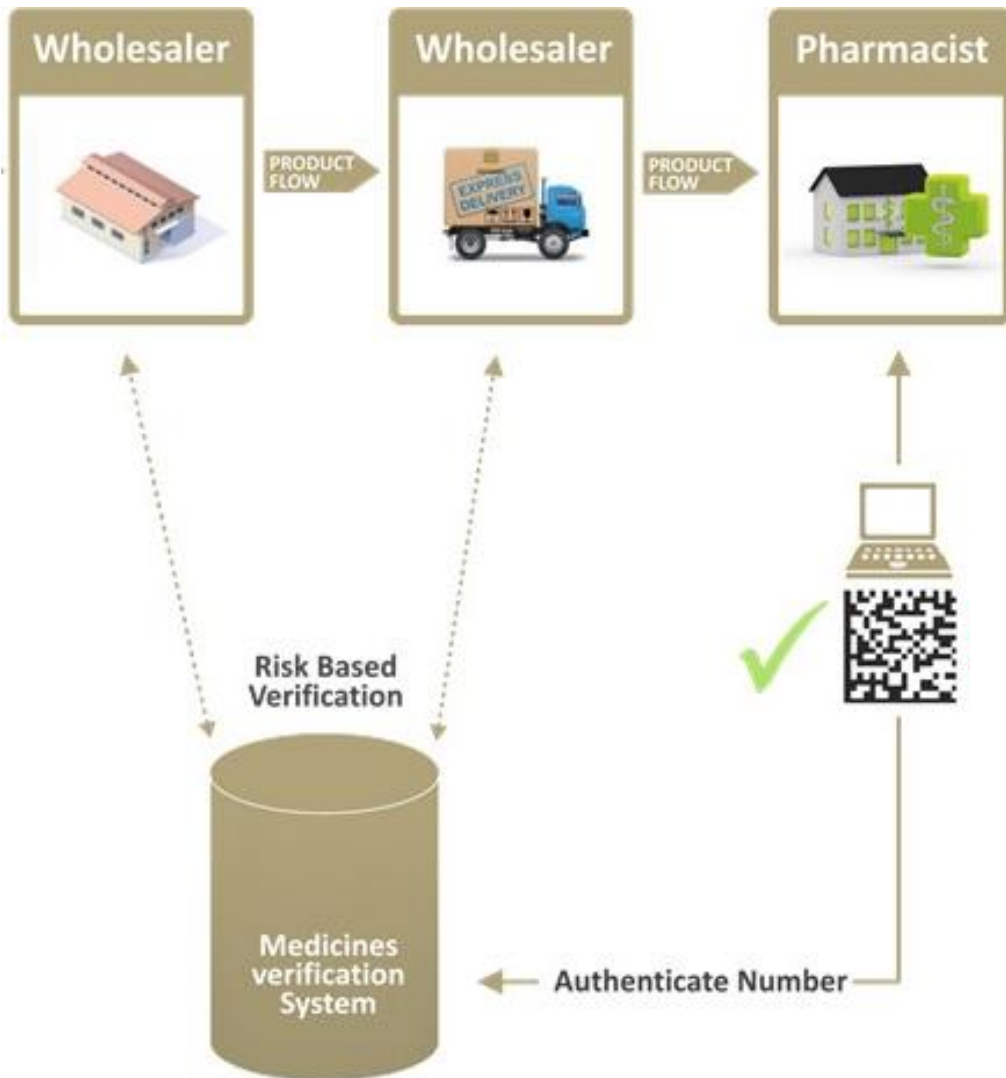 Wholesaler
Wholesaler
Pharmacist
PRODUCT
FLOW
EXPRESS
DELIVERY
PRODUCT
FLOW
Risk Based
Verification
Medicines
verification
System
Authenticate Number